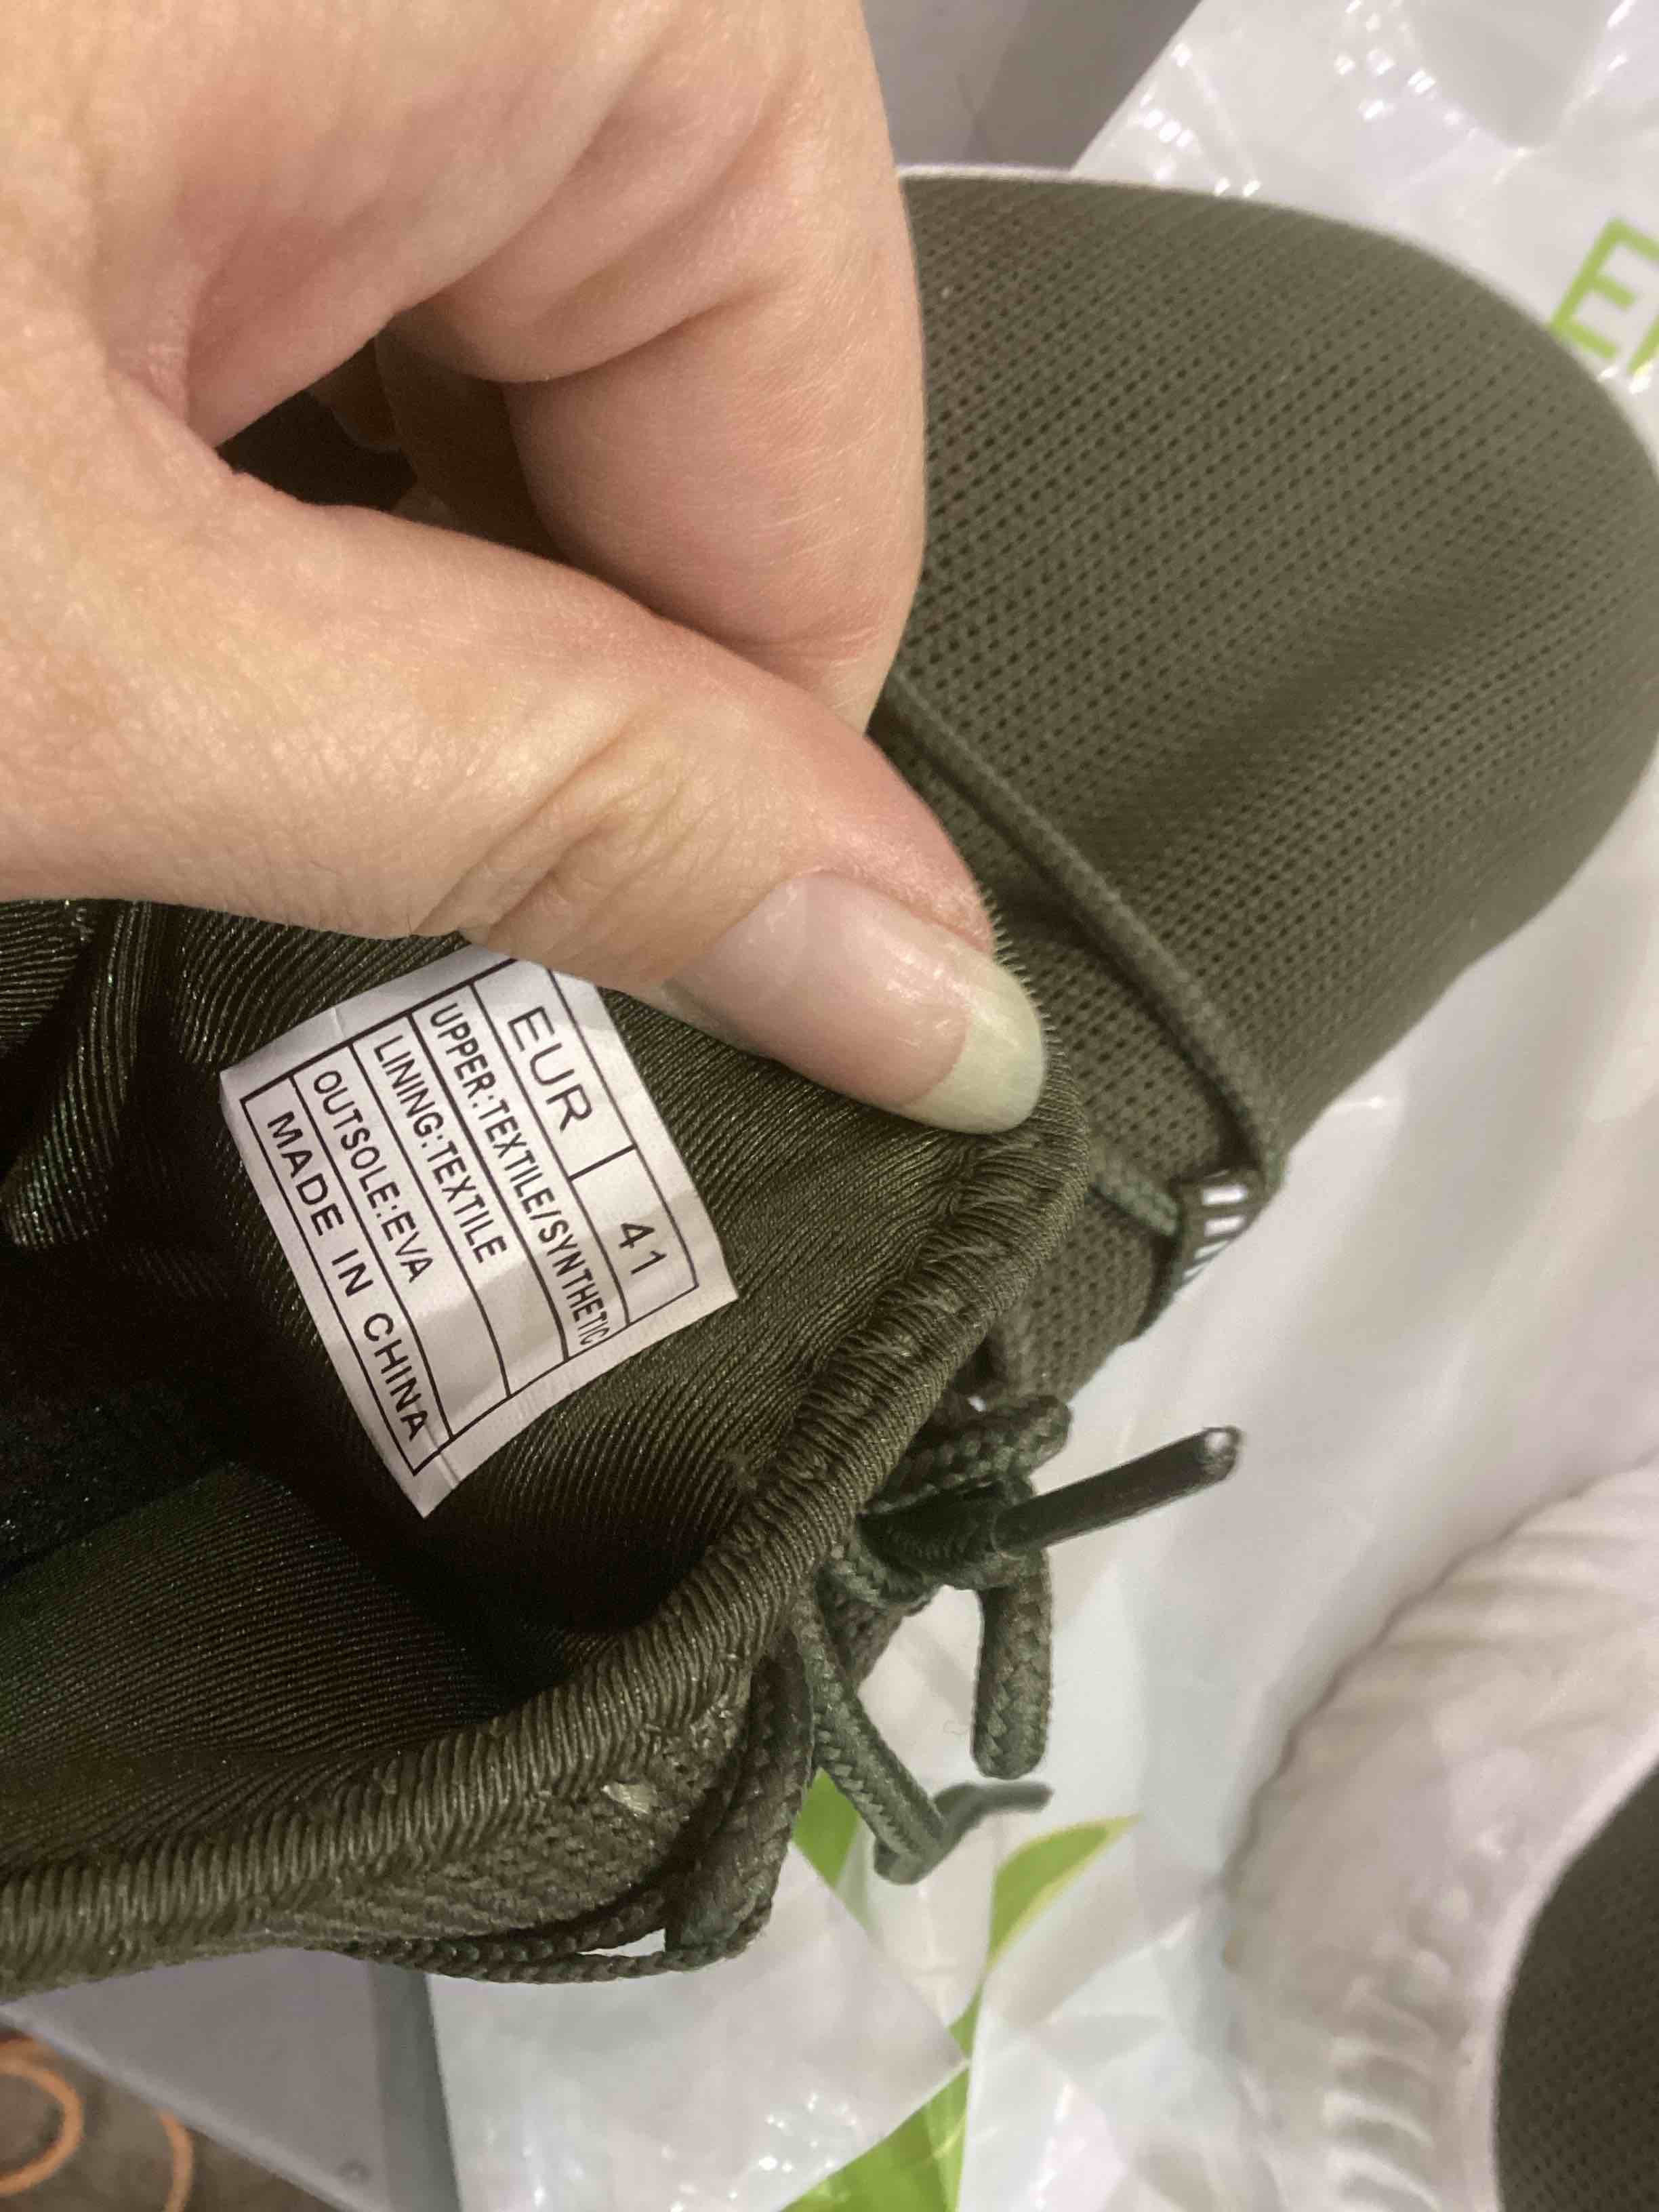 EUR 41
UPPER:TEXTILE/SYNTHETIC
LINING:TEXTILE
OUTSOLE:EVA
MADE IN CHINA
E